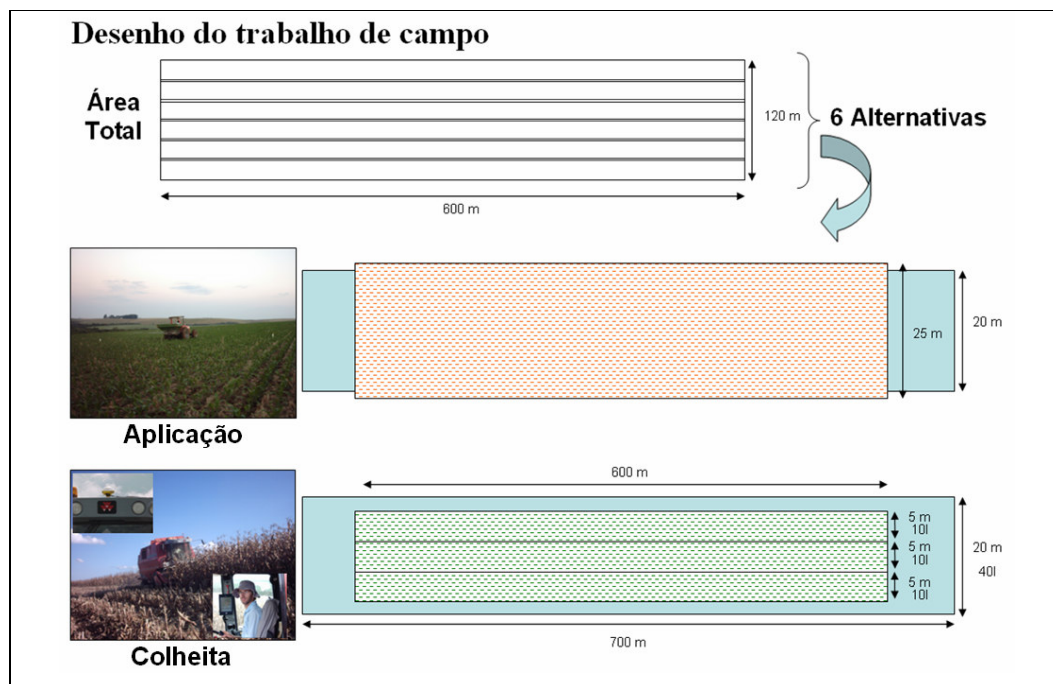 Desenho do trabalho de campo
Área
Total
120 m
6 Alternativas
600 m
25 m
20 m
Aplicação
600 m
5 m
10l
5 m
10l
5 m
10l
20 m
40l
700 m
Colheita